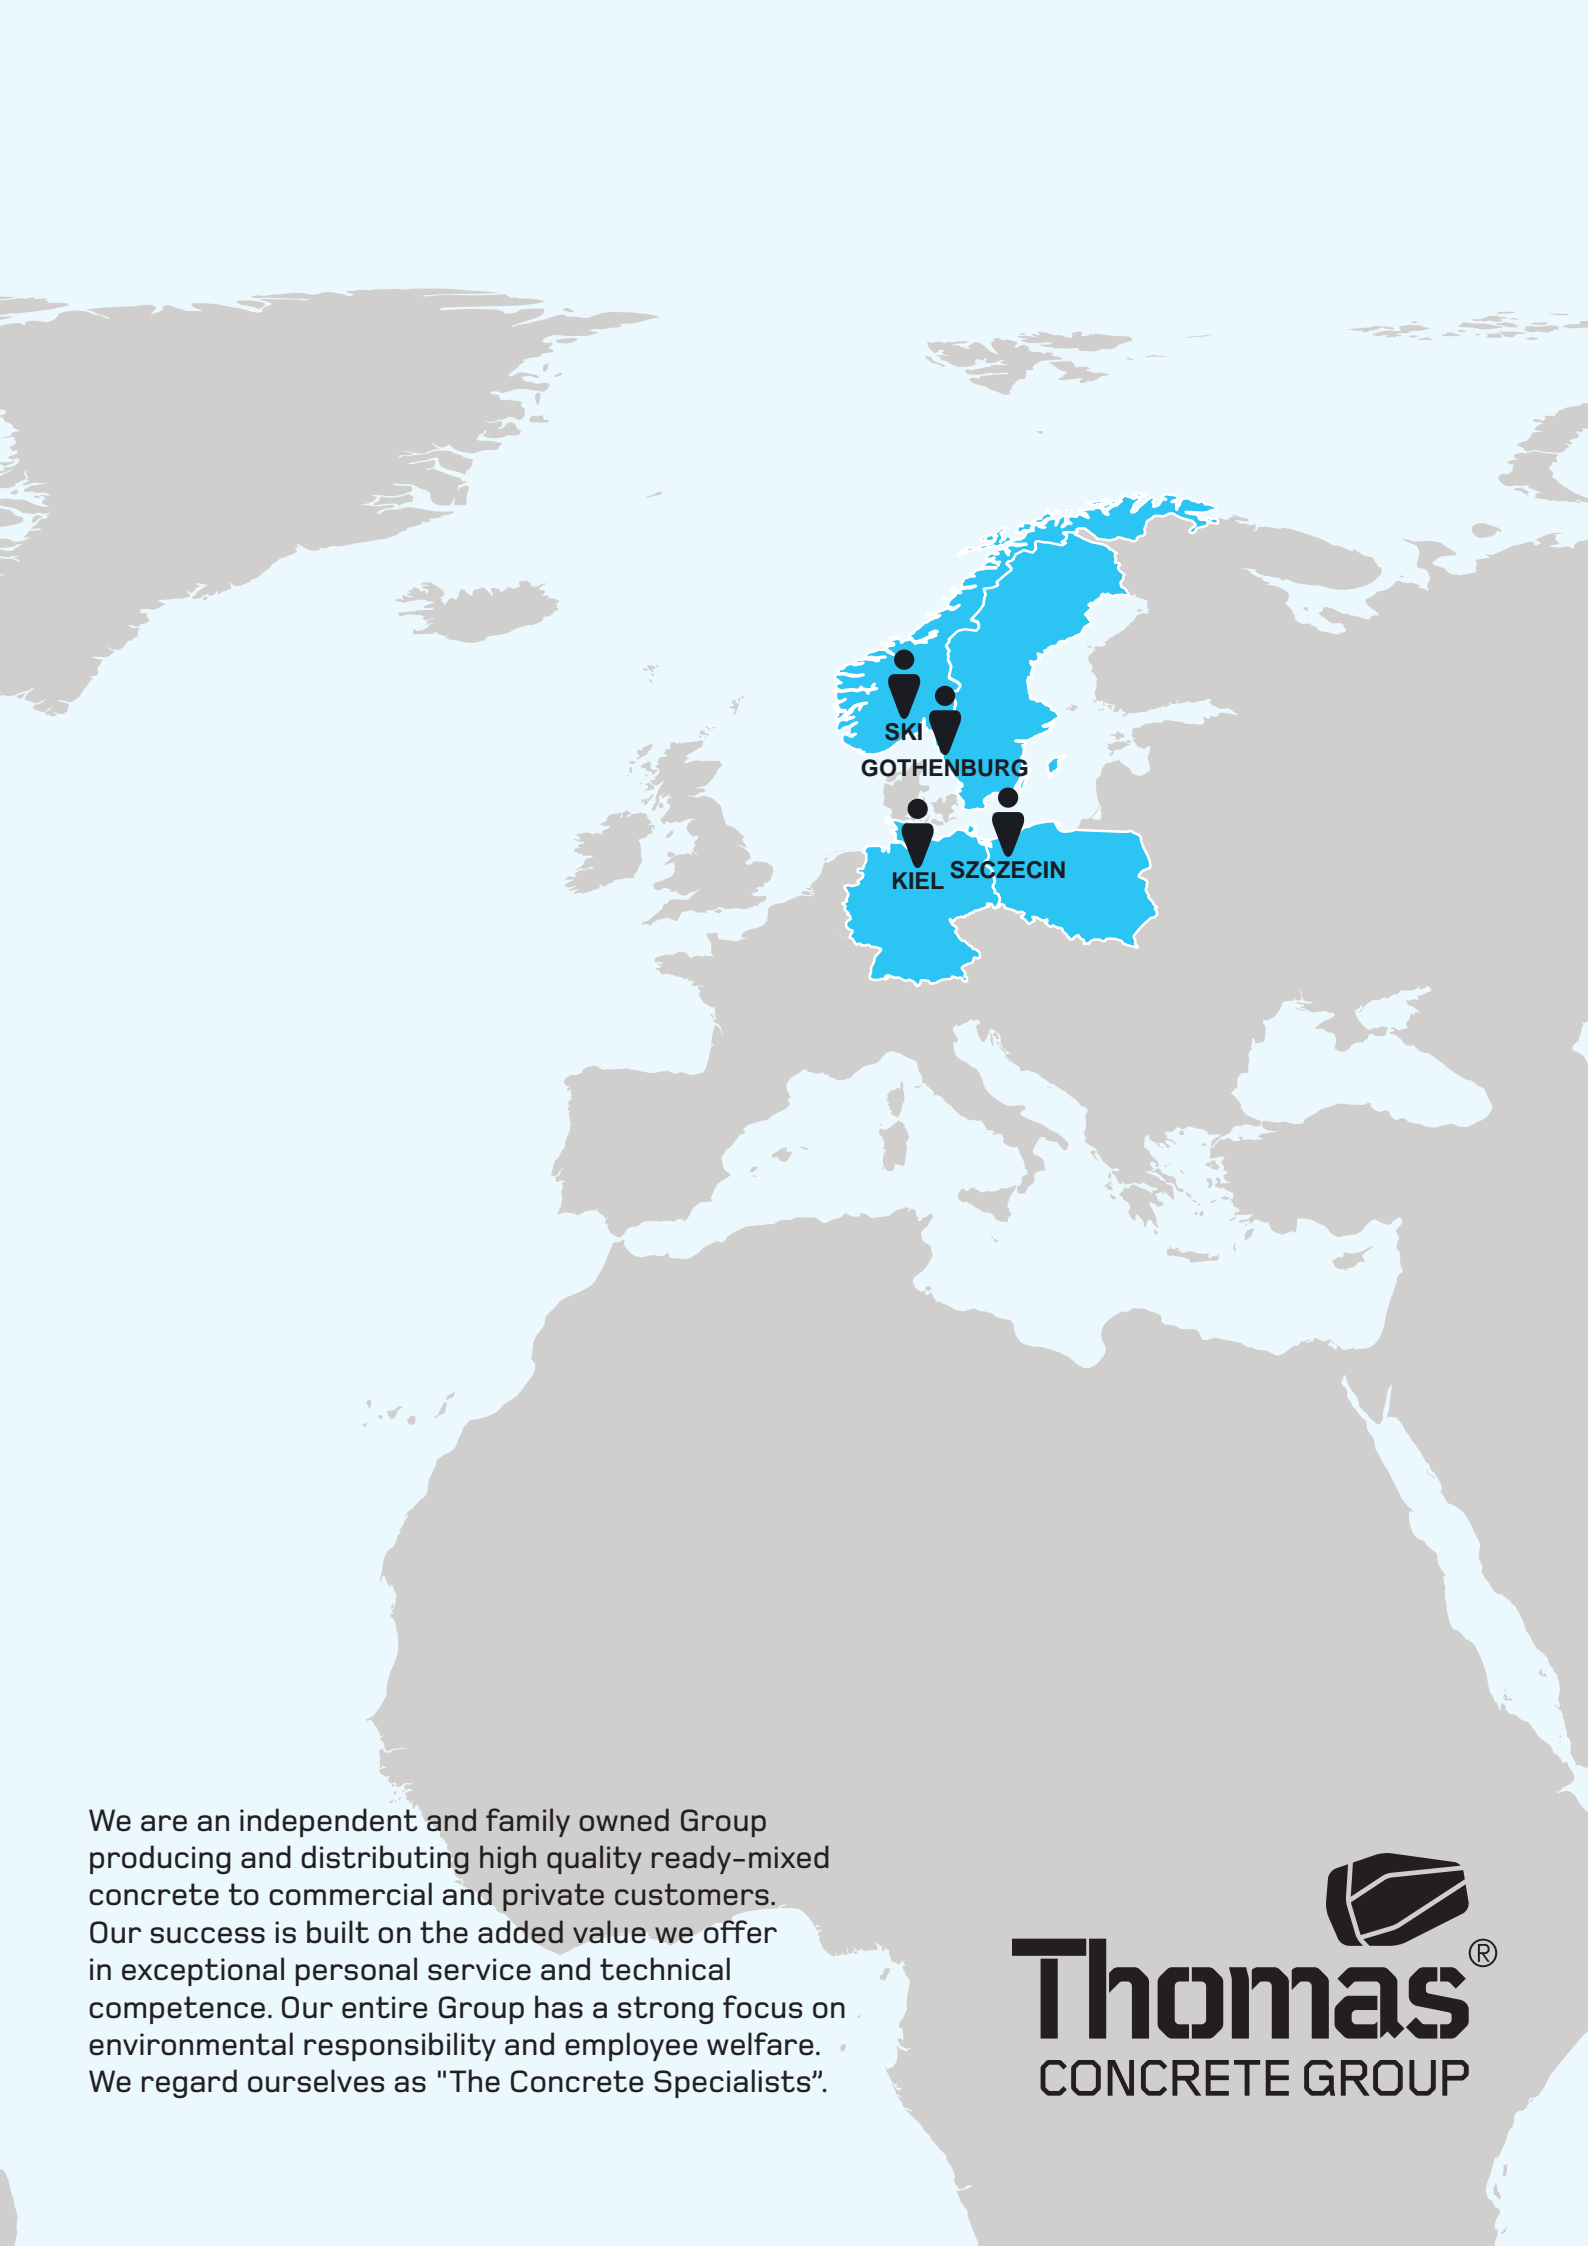 SKI
GOTHENBURG
KIEL
SZCZECIN
We are an independent and family owned Group
producing and distributing high quality ready-mixed
concrete to commercial and private customers.
Our success is built on the added value we offer
in exceptional personal service and technical
competence. Our entire Group has a strong focus on
environmental responsibility and employee welfare.
We regard ourselves as "The Concrete Specialists”.
Thomas®
CONCRETE GROUP